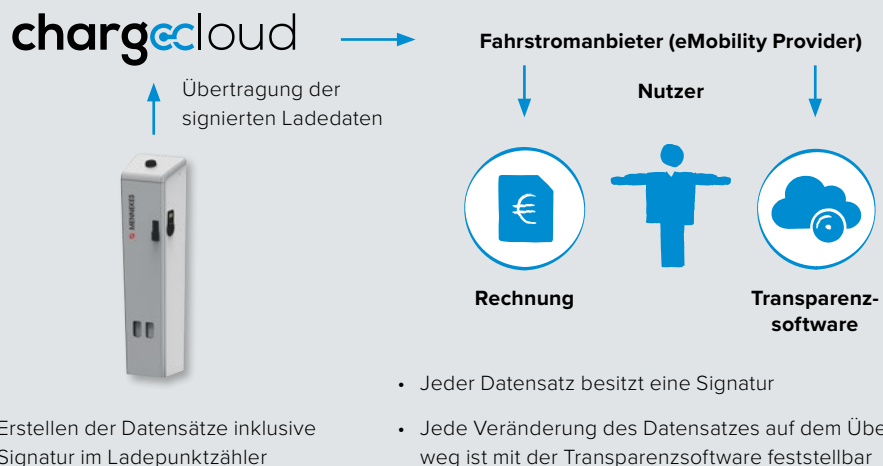 chargecloud
Fahrstromanbieter (eMobility Provider)
Übertragung der
signierten Ladedaten
Nutzer
MENNEKES
€
Rechnung
Transparenz-
software
Erstellen der Datensätze inklusive
Signatur im Ladepunktzähler
• Jeder Datensatz besitzt eine Signatur
• Jede Veränderung des Datensatzes auf dem Übe
weg ist mit der Transparenzsoftware feststellbar